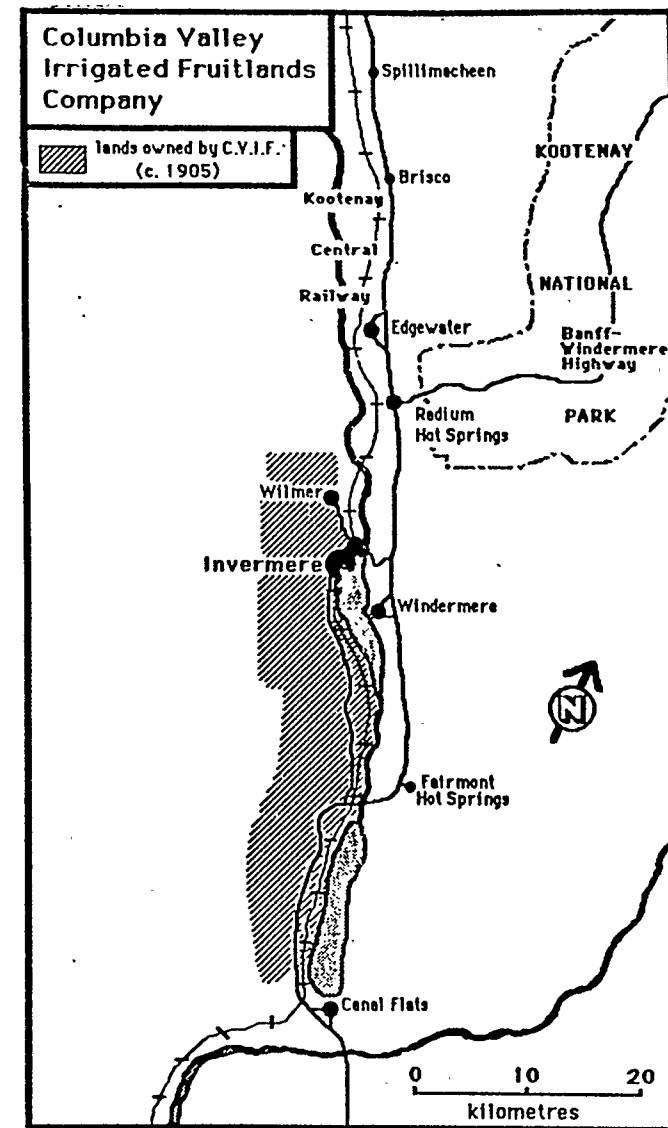 Columbia Valley
Irrigated Fruitlands
Company
lands owned by C.V.I.F.
(c. 1905)
Spillimacheen
KOOTENAY
Brisco
Kootenay
Central
Railway
NATIONAL
Edgewater
Banff-
Windermere
Highway
Radium
Hot Springs
PARK
Wilmer
Invermere
Windermere
N
Fairmont
Hot Springs
Canal Flats
0 10 20
kilometres